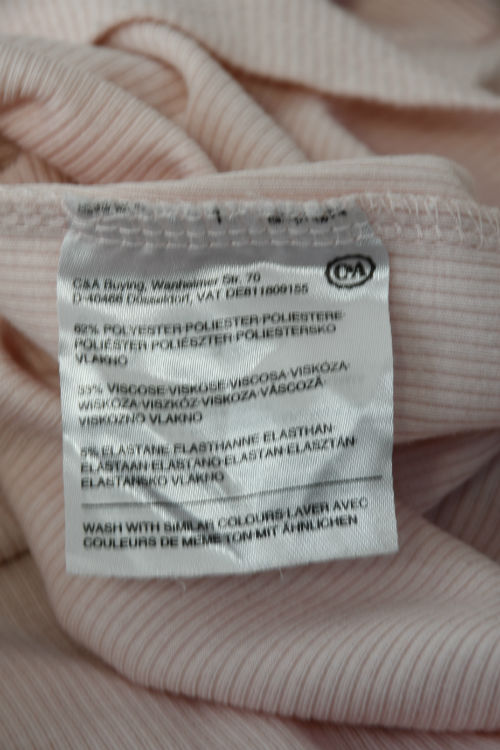 C&A Buying, Wanheimer Str. 70
D-40468 Düsseldorf, VAT DE811809155
C&A
62% POLYESTER·POLIESTER·POLIESTERE·
POLIÉSTER·POLIÉSZTER·POLIESTERSKO
VLAKNO
33% VISCOSE·VISKOSE·VISCOSA·VISKÓZA·
WISKOZA·VISZKÓZ·VISKOZA·VÂSCOZĂ·
VISKOZNO VLAKNO
5% ELASTANE·ELASTHANNE·ELASTHAN·
ELASTAAN·ELASTANO·ELASTAN·ELASZTÁN·
ELASTANSKO VLAKNO
WASH WITH SIMILAR COLOURS·LAVER AVEC
COULEURS DE MEME TON·MIT ÄHNLICHEN